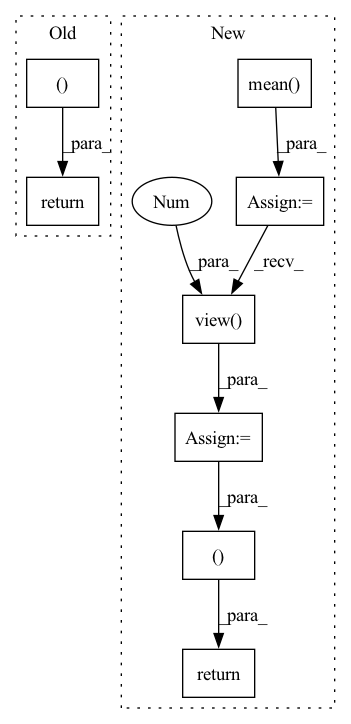 Old
New
()
mean()
_para_
_para_
return
Num
Assign:=
_para_
_recv_
view()
_para_
Assign:=
_para_
()
_para_
return